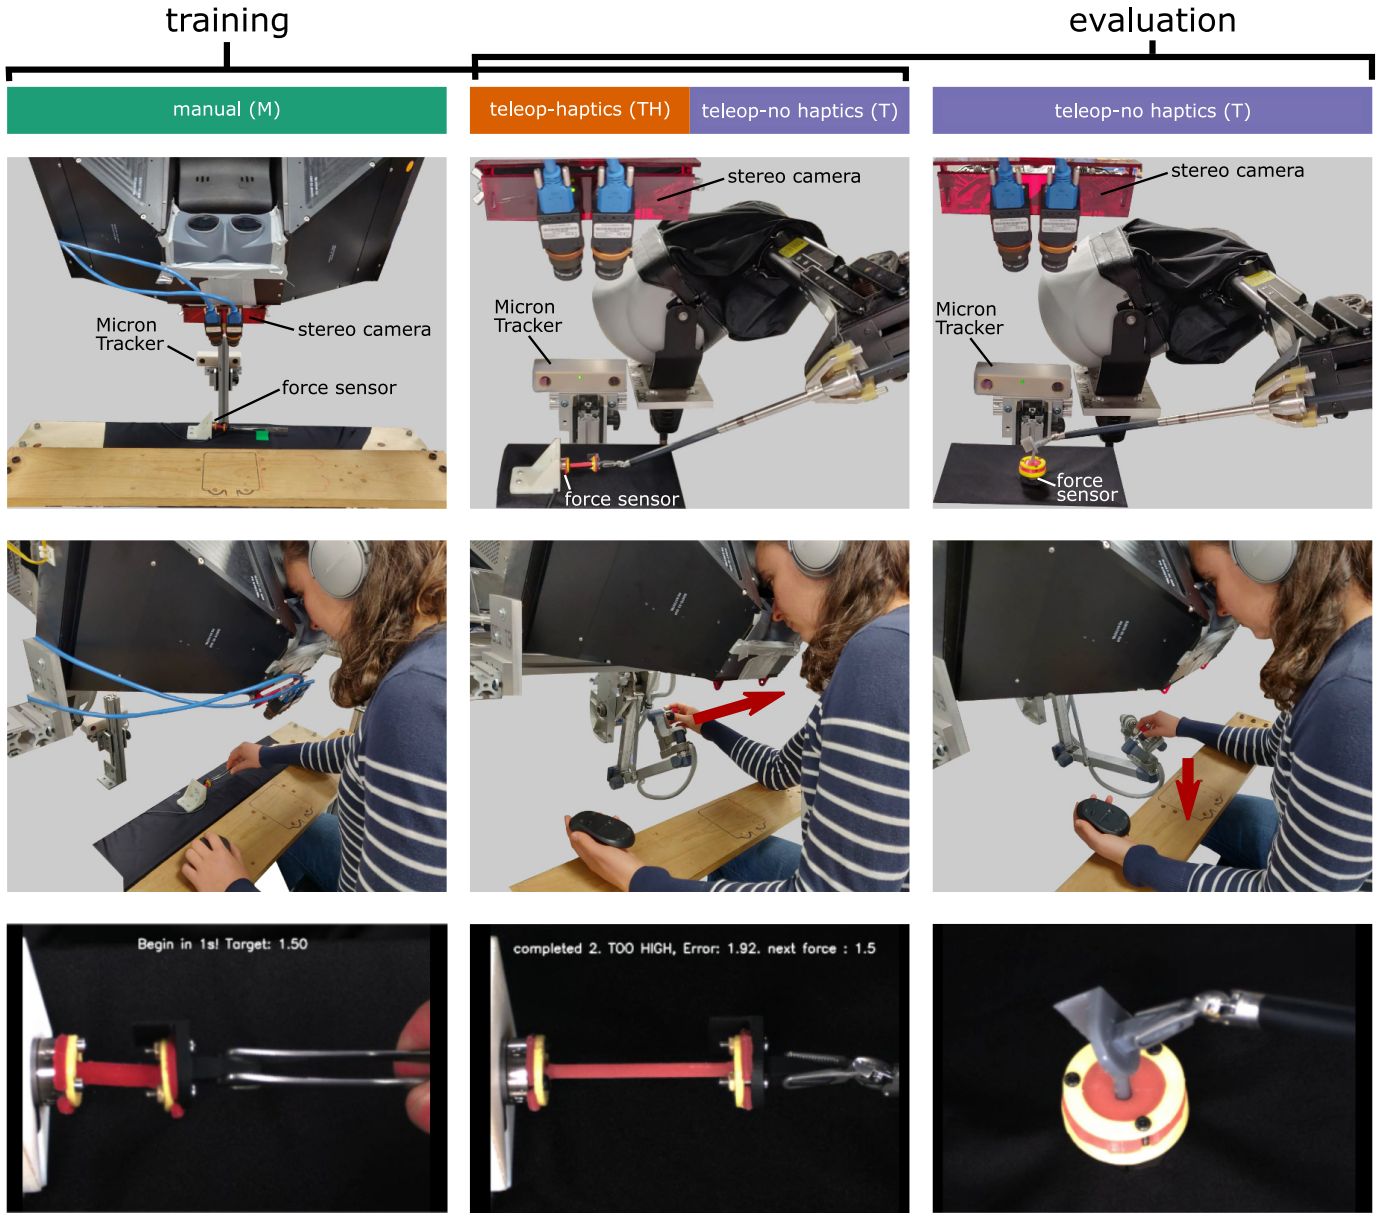 training
evaluation
manual (M)
teleop-haptics (TH)
teleop-no haptics (T)
teleop-no haptics (T)
Micron
Tracker
stereo camera
force sensor
stereo camera
Micron
Tracker
force sensor
stereo camera
Micron
Tracker
force
sensor
Begin in 1s! Target: 1.50
completed 2. TOO HIGH, Error: 1.92. next force : 1.5